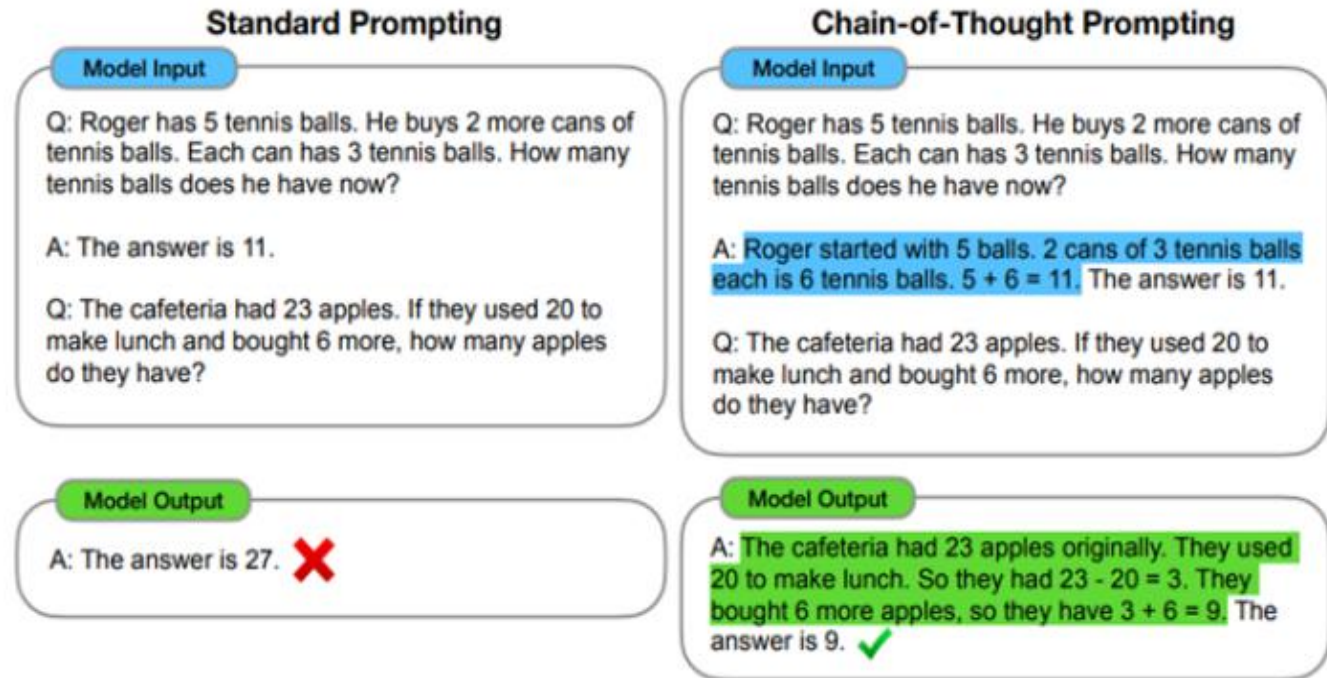 Standard Prompting
Model Input
Q: Roger has 5 tennis balls. He buys 2 more cans of
tennis balls. Each can has 3 tennis balls. How many
tennis balls does he have now?
A: The answer is 11.
Q: The cafeteria had 23 apples. If they used 20 to
make lunch and bought 6 more, how many apples
do they have?
Model Output
A: The answer is 27.
Chain-of-Thought Prompting
Model Input
Q: Roger has 5 tennis balls. He buys 2 more cans of
tennis balls. Each can has 3 tennis balls. How many
tennis balls does he have now?
A: Roger started with 5 balls. 2 cans of 3 tennis balls
each is 6 tennis balls. 5 + 6 = 11. The answer is 11.
Q: The cafeteria had 23 apples. If they used 20 to
make lunch and bought 6 more, how many apples
do they have?
Model Output
A: The cafeteria had 23 apples originally. They used
20 to make lunch. So they had 23 - 20 = 3. They
bought 6 more apples, so they have 3 + 6 = 9. The
answer is 9.